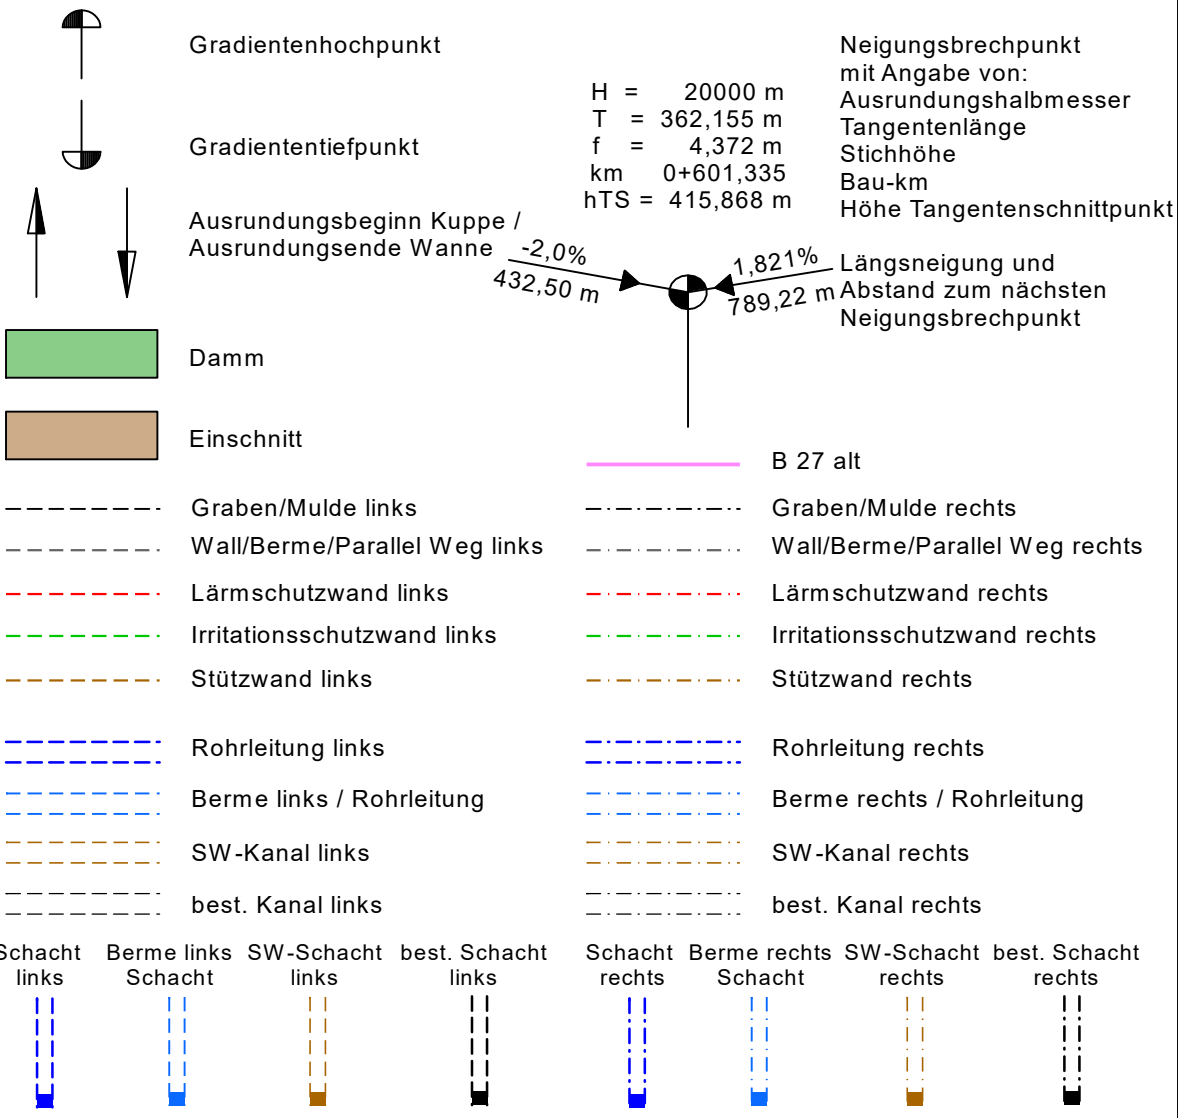 Gradientenhochpunkt
Gradiententiefpunkt
Ausrundungsbeginn Kuppe /
Ausrundungsende Wanne
Damm
Einschnitt
H = 20000 m
T = 362,155 m
f = 4,372 m
km 0+601,335
hTS = 415,868 m
Neigungsbrechpunkt
mit Angabe von:
Ausrundungshalbmesser
Tangentenlänge
Stichhöhe
Bau-km
Höhe Tangentenschnittpunkt
-2,0%
432,50 m
1,821%
789,22 m
Längsneigung und
Abstand zum nächsten
Neigungsbrechpunkt
B 27 alt
Graben/Mulde links
Graben/Mulde rechts
Wall/Berme/Parallel Weg links
Wall/Berme/Parallel Weg rechts
Lärmschutzwand links
Lärmschutzwand rechts
Irritationsschutzwand links
Irritationsschutzwand rechts
Stützwand links
Stützwand rechts
Rohrleitung links
Rohrleitung rechts
Berme links / Rohrleitung
Berme rechts / Rohrleitung
SW-Kanal links
SW-Kanal rechts
best. Kanal links
best. Kanal rechts
Schacht
links
Berme links
Schacht
SW-Schacht
links
best. Schacht
links
Schacht
rechts
Berme rechts
Schacht
SW-Schacht
rechts
best. Schacht
rechts